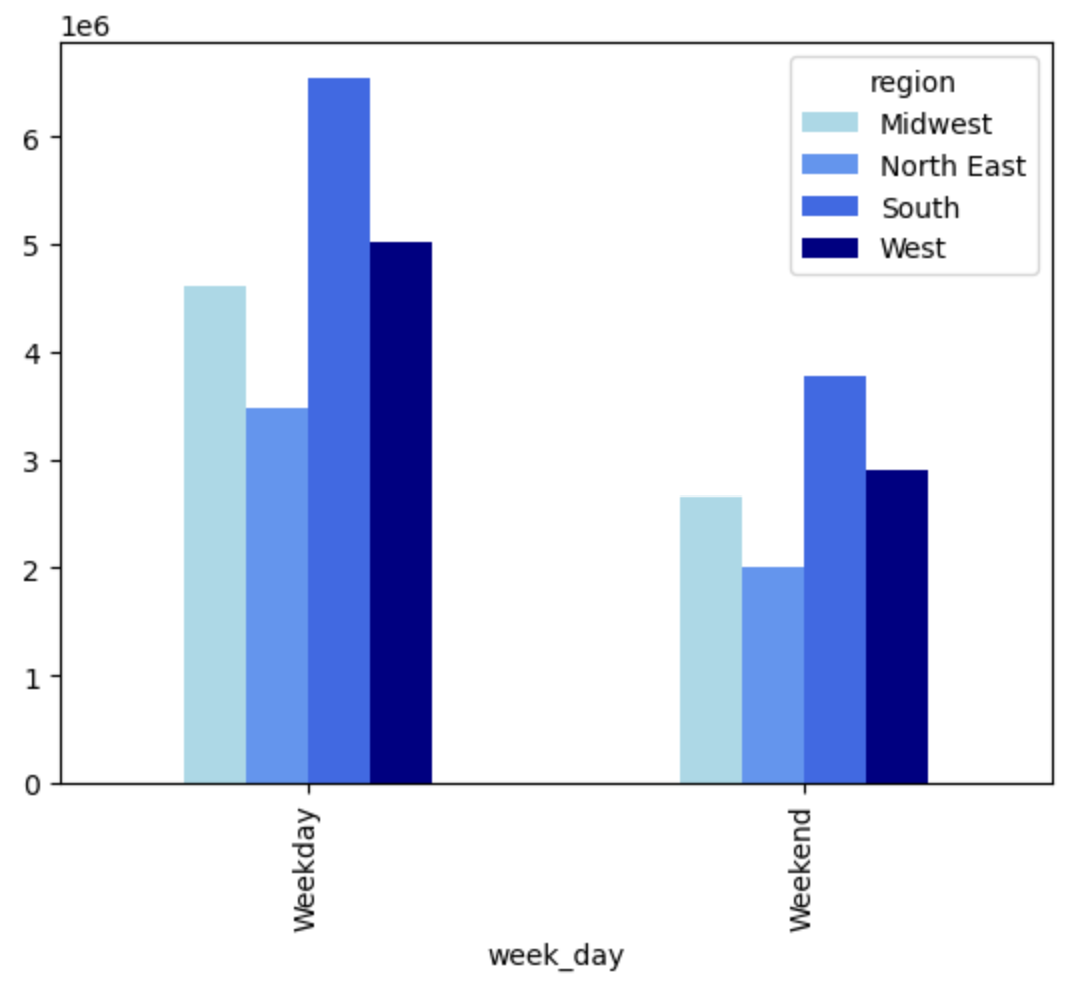 1e6
6
5
4
3
2
1
0
region
Midwest
North East
South
West
Weekday
Weekend
week_day